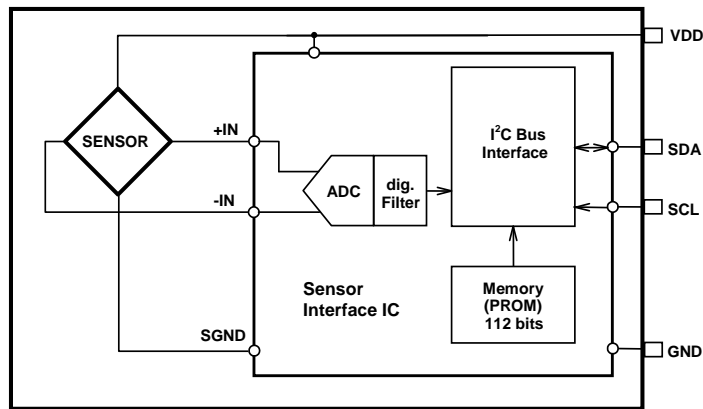 VDD
SENSOR
+IN
-IN
ADC
dig.
Filter
I²C Bus
Interface
SDA
SCL
Sensor
Interface IC
Memory
(PROM)
112 bits
SGND
GND